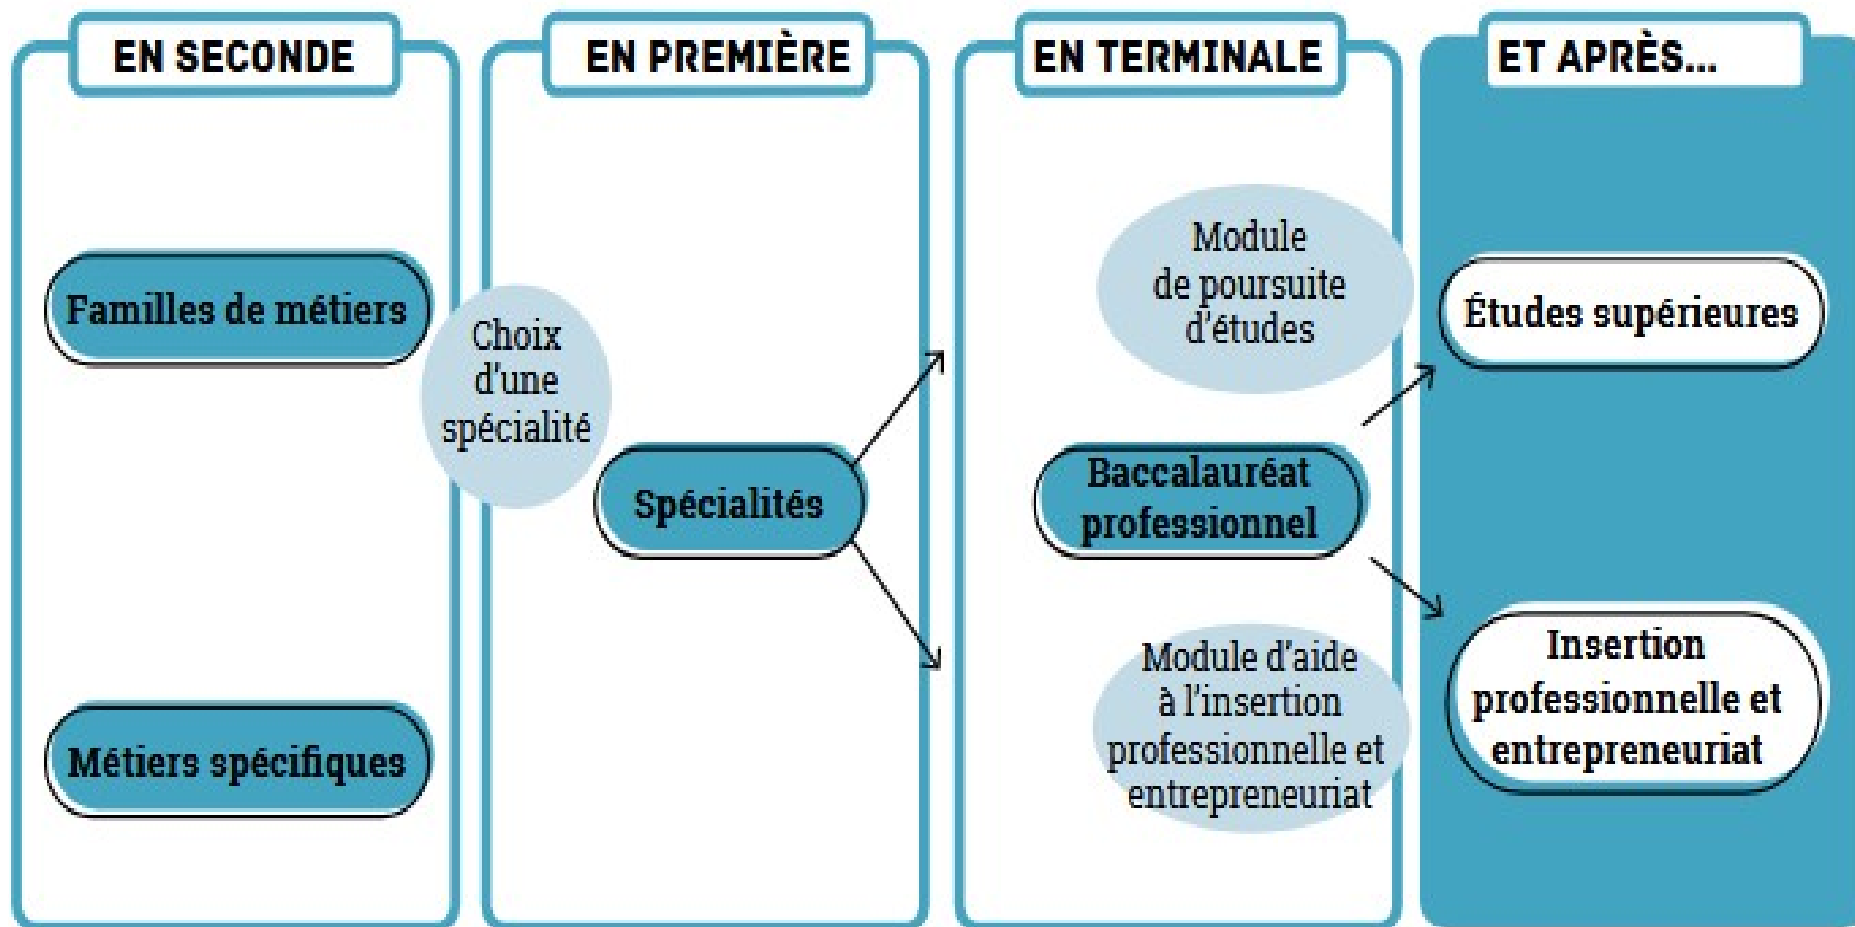 EN SECONDE
Familles de métiers
Métiers spécifiques
Choix
d'une
spécialité
EN PREMIÈRE
Spécialités
EN TERMINALE
Module
de poursuite
d'études
Baccalauréat
professionnel
Module d'aide
à l'insertion
professionnelle et
entrepreneuriat
ET APRÈS...
Études supérieures
Insertion
professionnelle et
entrepreneuriat